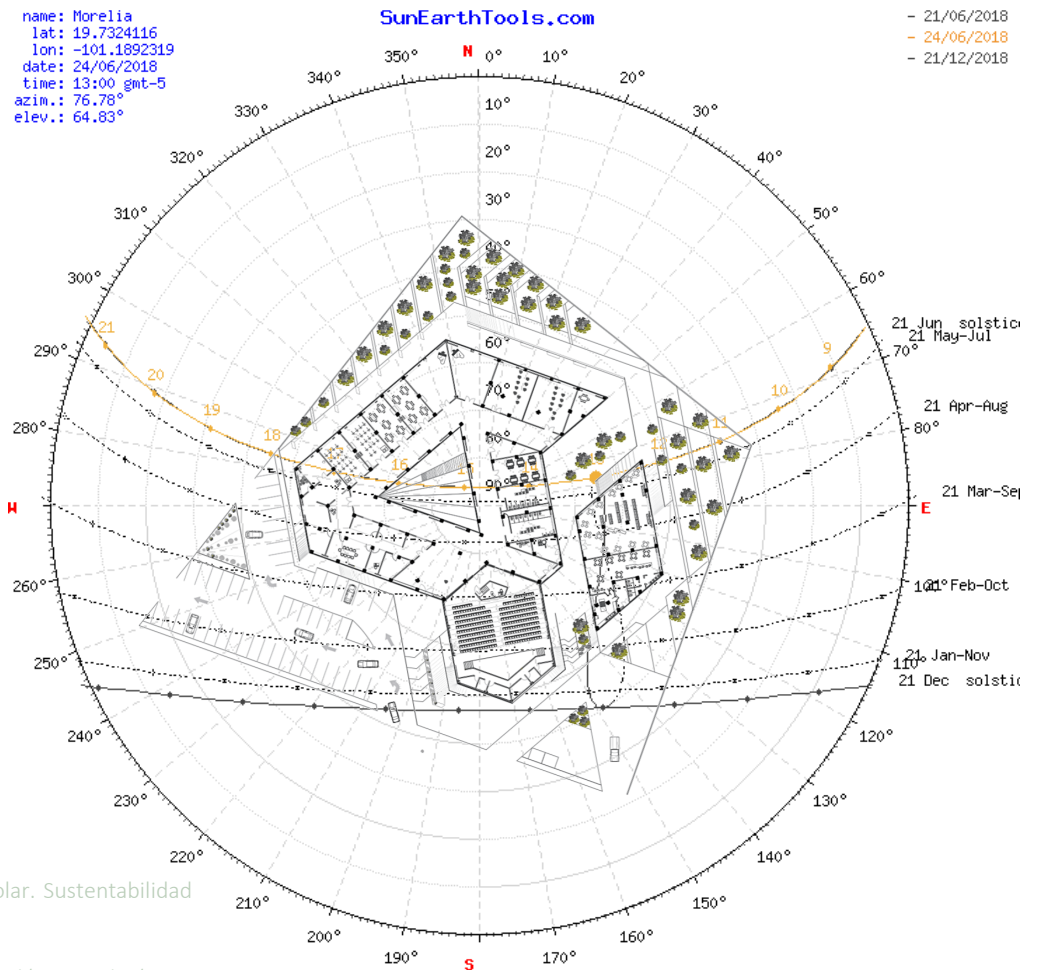 name: Morelia
lat: 19.7324116
lon: -101.1892319
date: 24/06/2018
time: 13:00 gmt-5
azim.: 76.78°
elev.: 64.83°
SunEarthTools.com
- 21/06/2018
- 24/06/2018
- 21/12/2018
N
0°
10°
20°
30°
40°
50°
60°
70°
80°
E
110°
120°
130°
140°
150°
160°
170°
S
190°
200°
210°
220°
230°
240°
250°
260°
W
280°
290°
300°
310°
320°
330°
340°
350°
10°
20°
30°
60°
70°
80°
90°
21 Jun solstic
21 May-Jul
21 Apr-Aug
21 Mar-Sep
21 Feb-Oct
21 Jan-Nov
21 Dec solstic
9
10
11
12
16
17
18
19
20
21
olar. Sustentabilidad